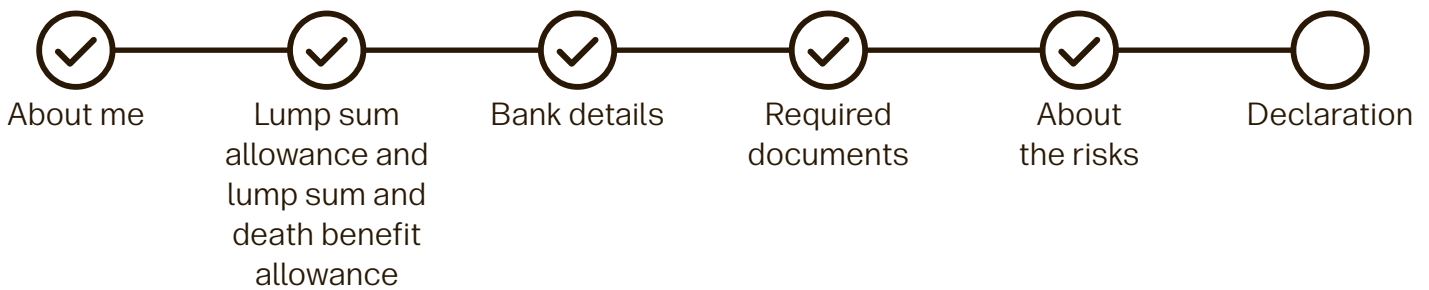 About me
Lump sum
allowance and
lump sum and
death benefit
allowance
Bank details
Required
documents
About
the risks
Declaration